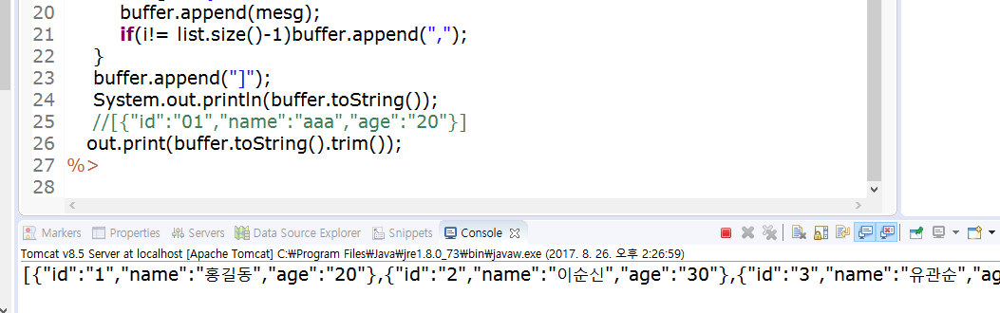 20 buffer.append(mesg);
21 if(i!= list.size()-1)buffer.append(",");
22 }
23 buffer.append("]");
24 System.out.println(buffer.toString());
25 //[{"id":"01","name":"aaa","age":"20"}]
26 out.print(buffer.toString().trim());
27 %>
28
Markers Properties Servers Data Source Explorer Snippets Console
Tomcat v8.5 Server at localhost [Apache Tomcat] C:₩Program Files₩Java₩jre1.8.0_73₩bin₩javaw.exe (2017. 8. 26. 오후 2:26:59)
[{"id":"1","name":"홍길동","age":"20"},{"id":"2","name":"이순신","age":"30"},{"id":"3","name":"유관순","ag